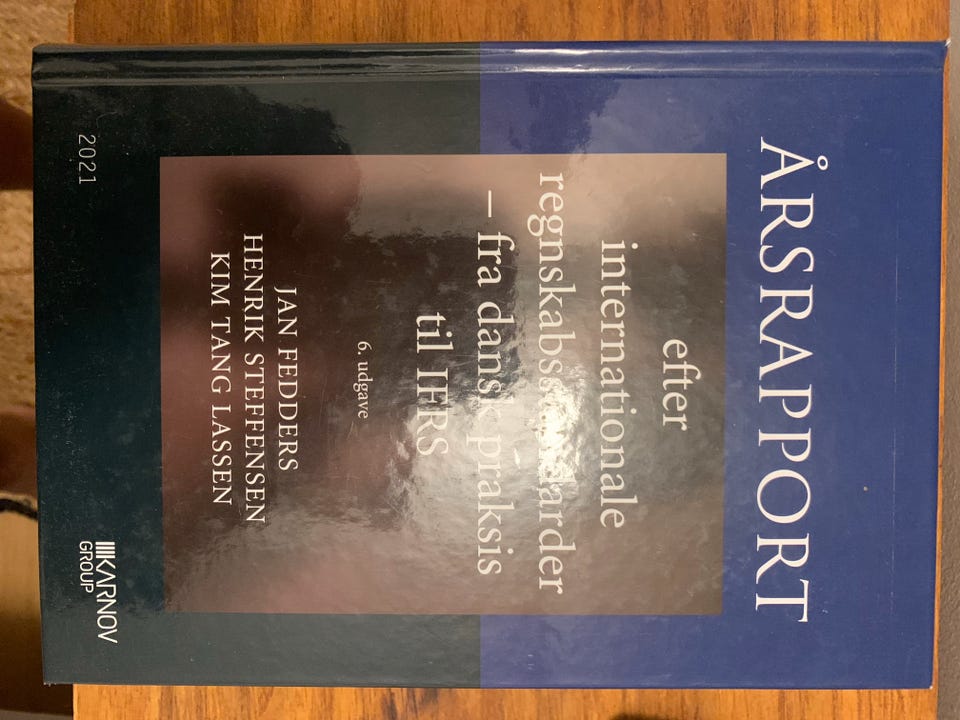 ÅRSRAPPORT
efter
internationale
regnskabsstandarder
– fra dansk praksis
til IFRS
6. udgave
JAN FEDDERS
HENRIK STEFFENSEN
KIM TANG LASSEN
2021
KARNOV
GROUP